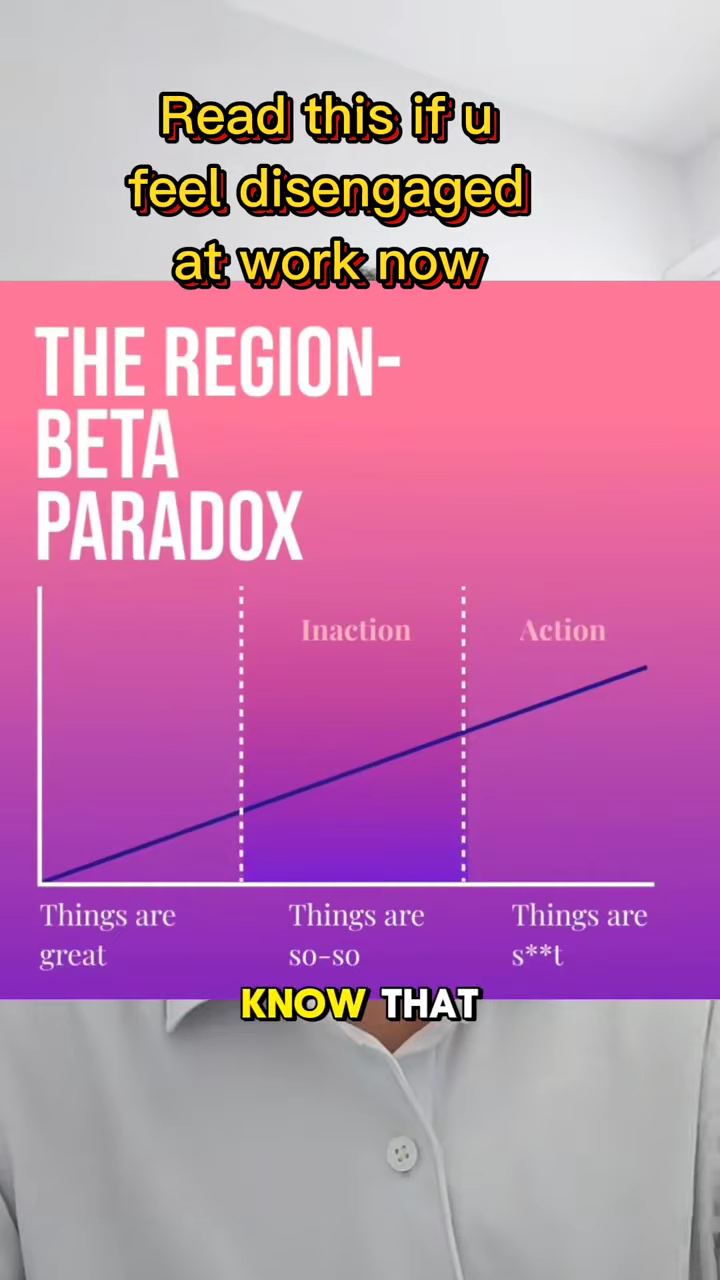 Read this if u
feel disengaged
at work now
THE REGION-
BETA
PARADOX
Inaction
Action
Things are
great
Things are
so-so
Things are
s**t
KNOW THAT